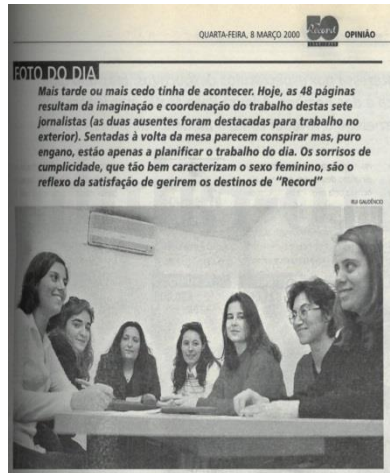 QUARTA-FEIRA, 8 MARÇO 2000 50 Record OPINIÃO
FOTO DO DIA
Mais tarde ou mais cedo tinha de acontecer. Hoje, as 48 páginas
resultam da imaginação e coordenação do trabalho destas sete
jornalistas (as duas ausentes foram destacadas para trabalho no
exterior). Sentadas à volta da mesa parecem conspirar mas, puro
engano, estão apenas a planificar o trabalho do dia. Os sorrisos de
cumplicidade, que tão bem caracterizam o sexo feminino, são o
reflexo da satisfação de gerirem os destinos de "Record"
RUI GAUDÊNCIO